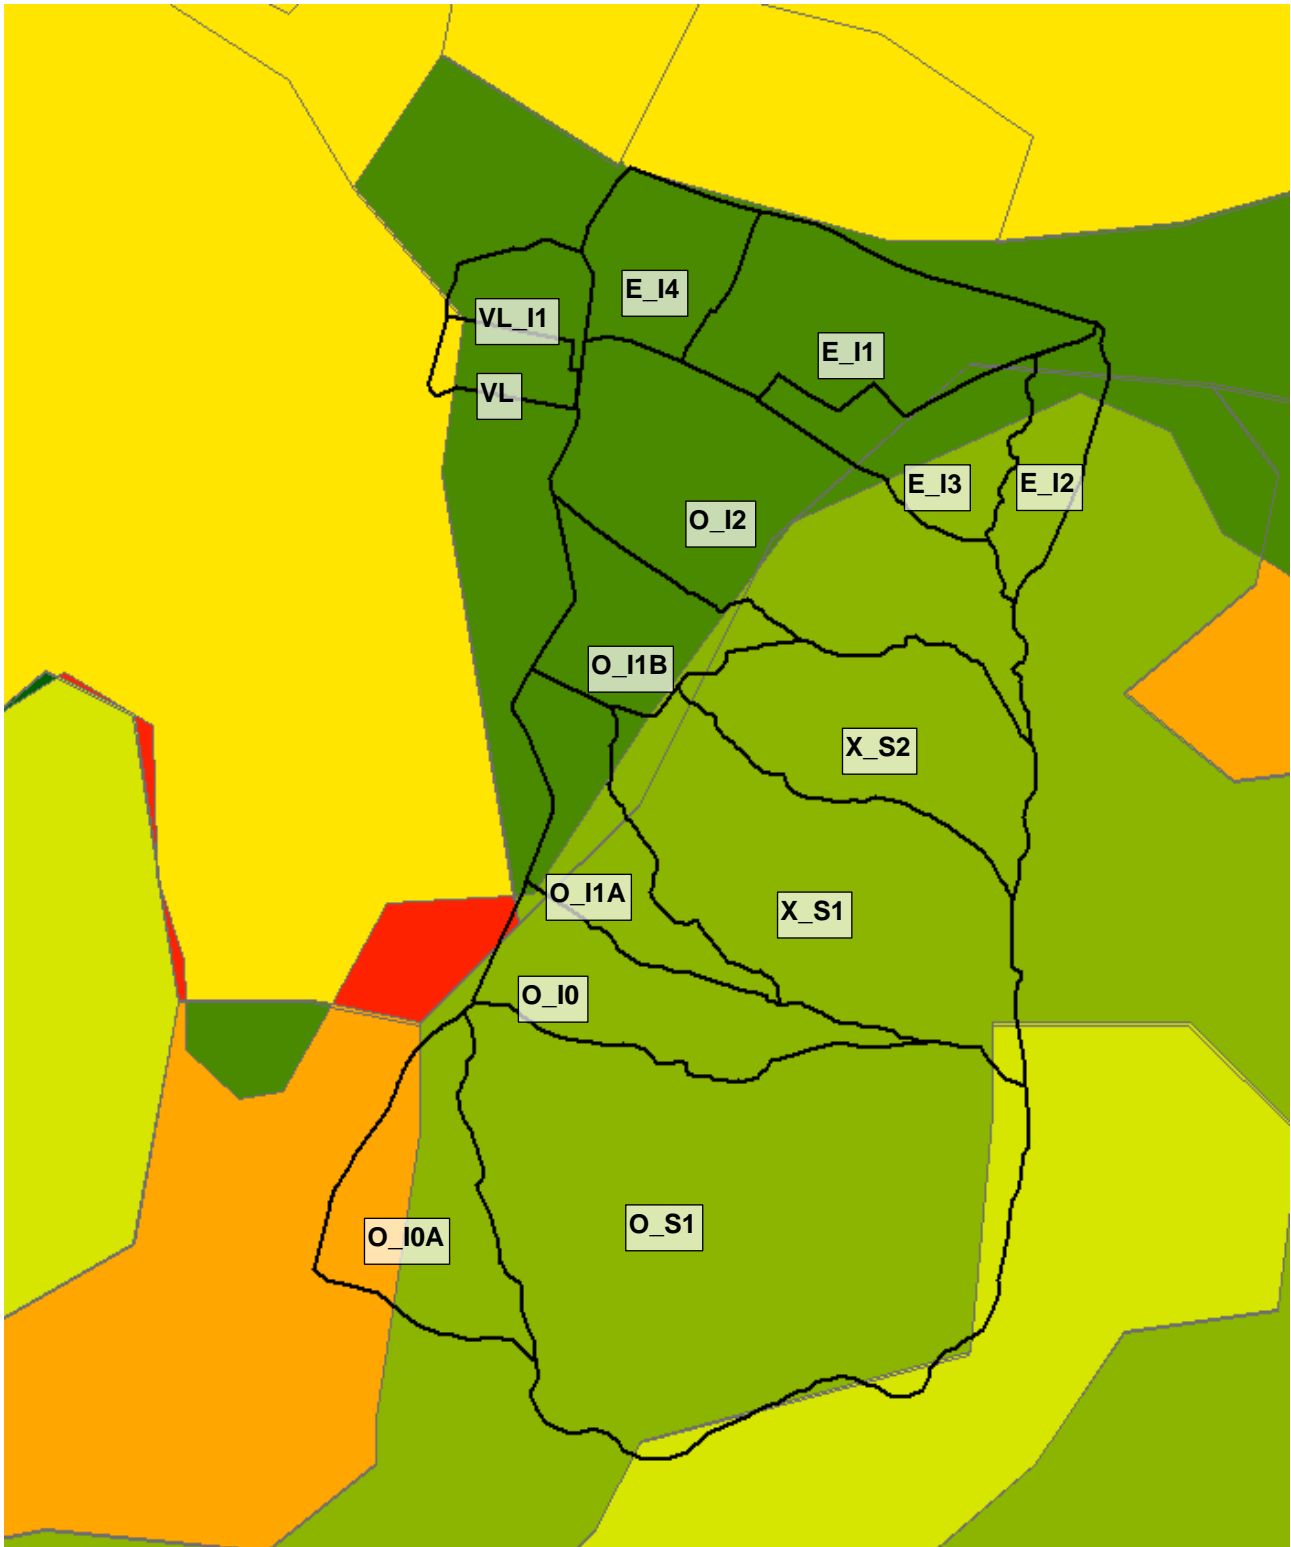 E_I4
VL_I1
E_I1
VL
E_I3
E_I2
O_I2
O_I1B
X_S2
O_I1A
X_S1
O_I0
O_S1
O_I0A